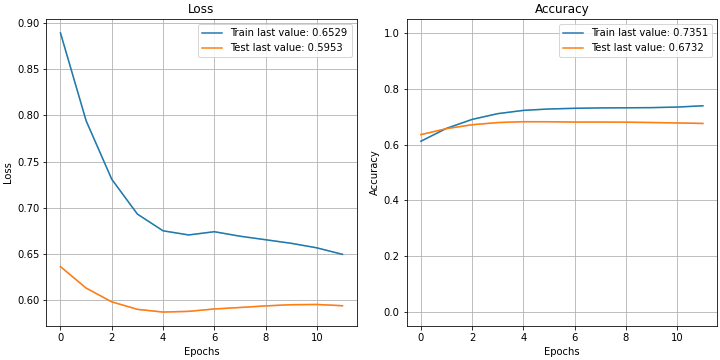 Loss
Train last value: 0.6529
Test last value: 0.5953
Loss
0.90
0.85
0.80
0.75
0.70
0.65
0.60
0
2
4
6
8
10
Epochs
Accuracy
Train last value: 0.7351
Test last value: 0.6732
Accuracy
1.0
0.8
0.6
0.4
0.2
0.0
0
2
4
6
8
10
Epochs